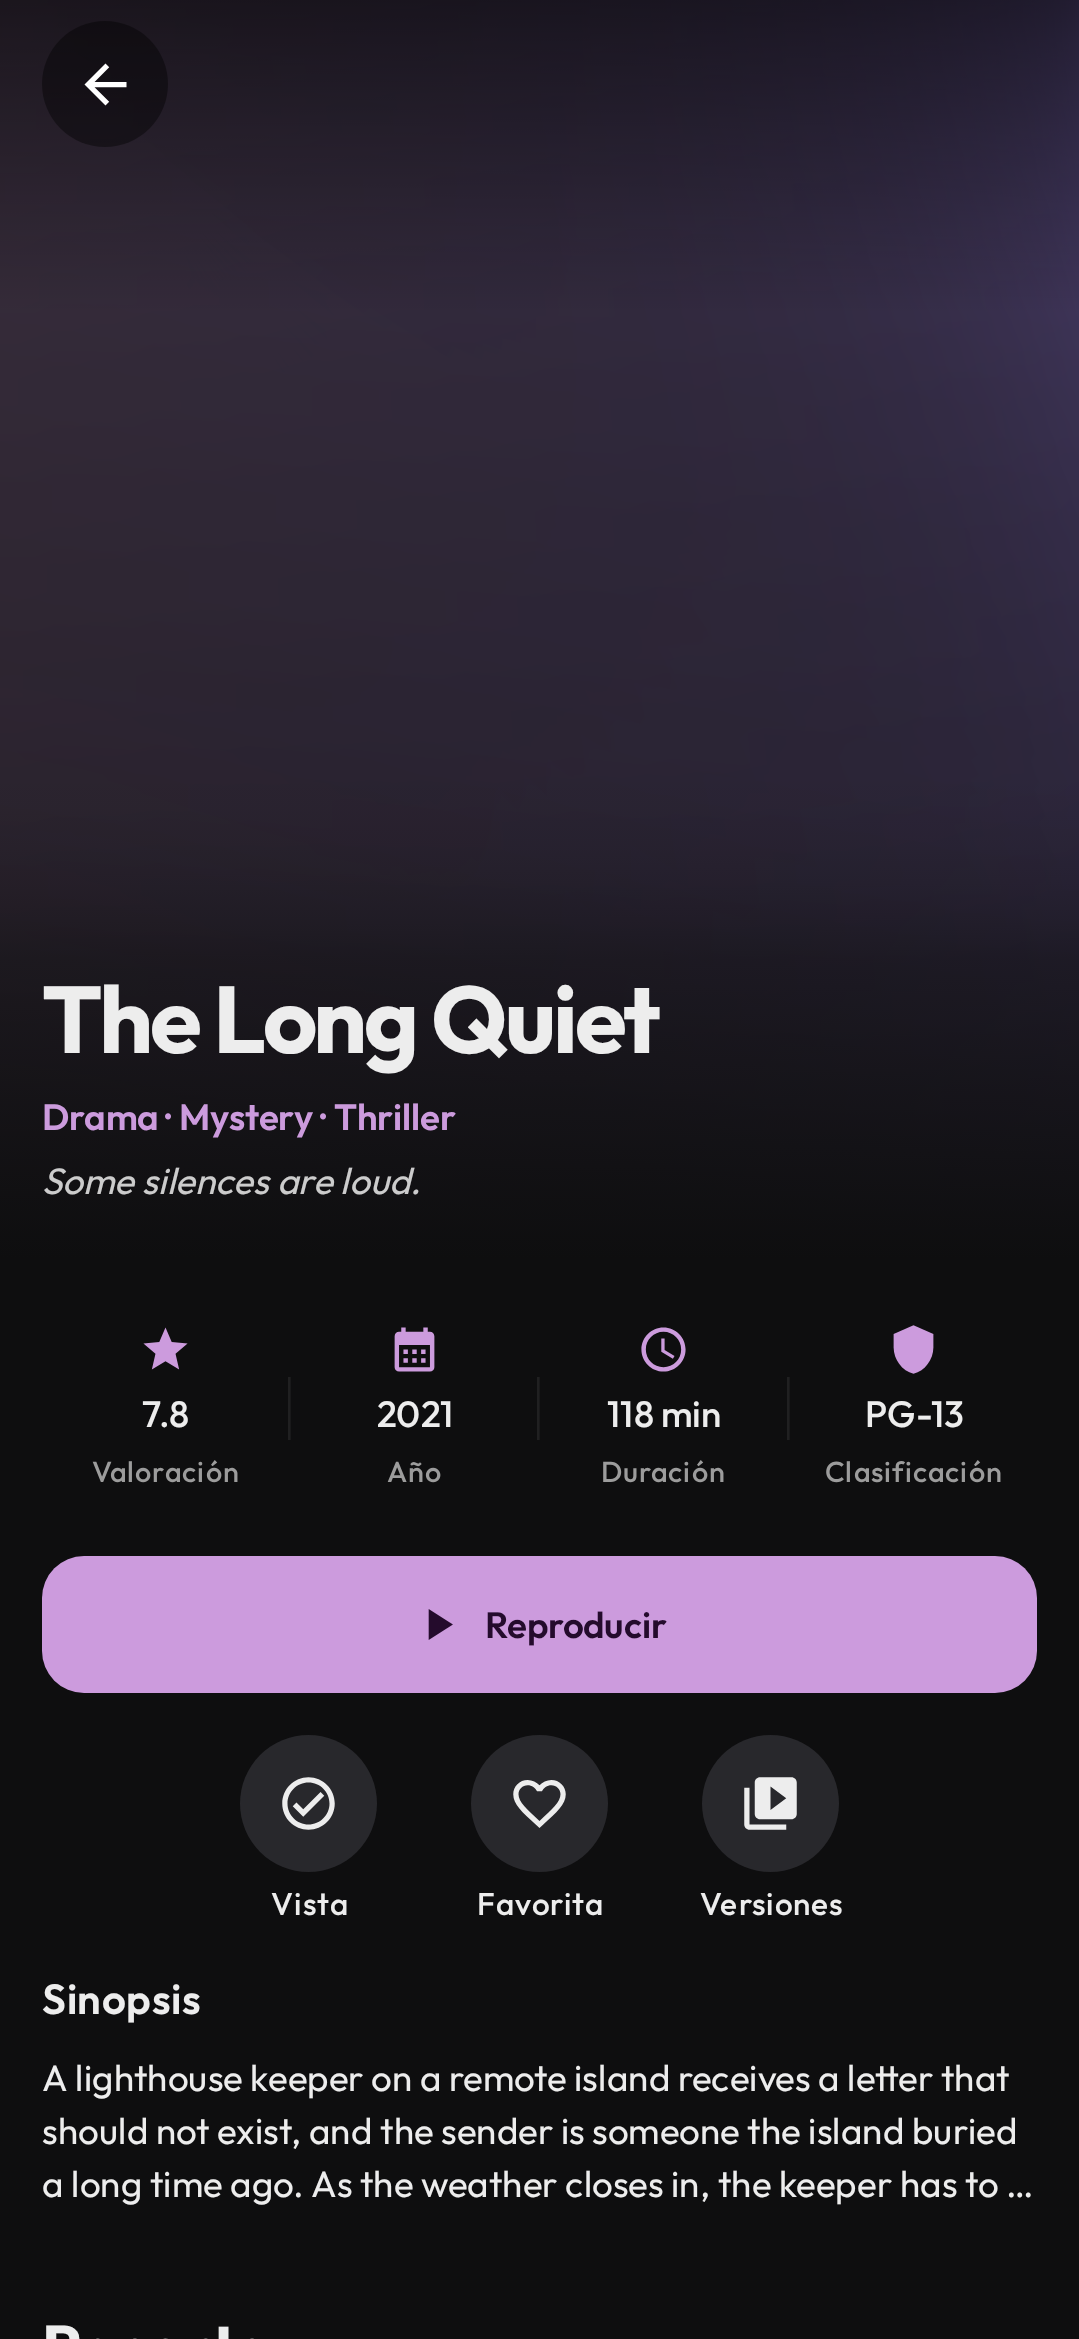 The Long Quiet
Drama · Mystery · Thriller
Some silences are loud.
7.8
2021
118 min
PG-13
Valoración
Año
Duración
Clasificación
Reproducir
Vista
Favorita
Versiones
Sinopsis
A lighthouse keeper on a remote island receives a letter that
should not exist, and the sender is someone the island buried
a long time ago. As the weather closes in, the keeper has to ...